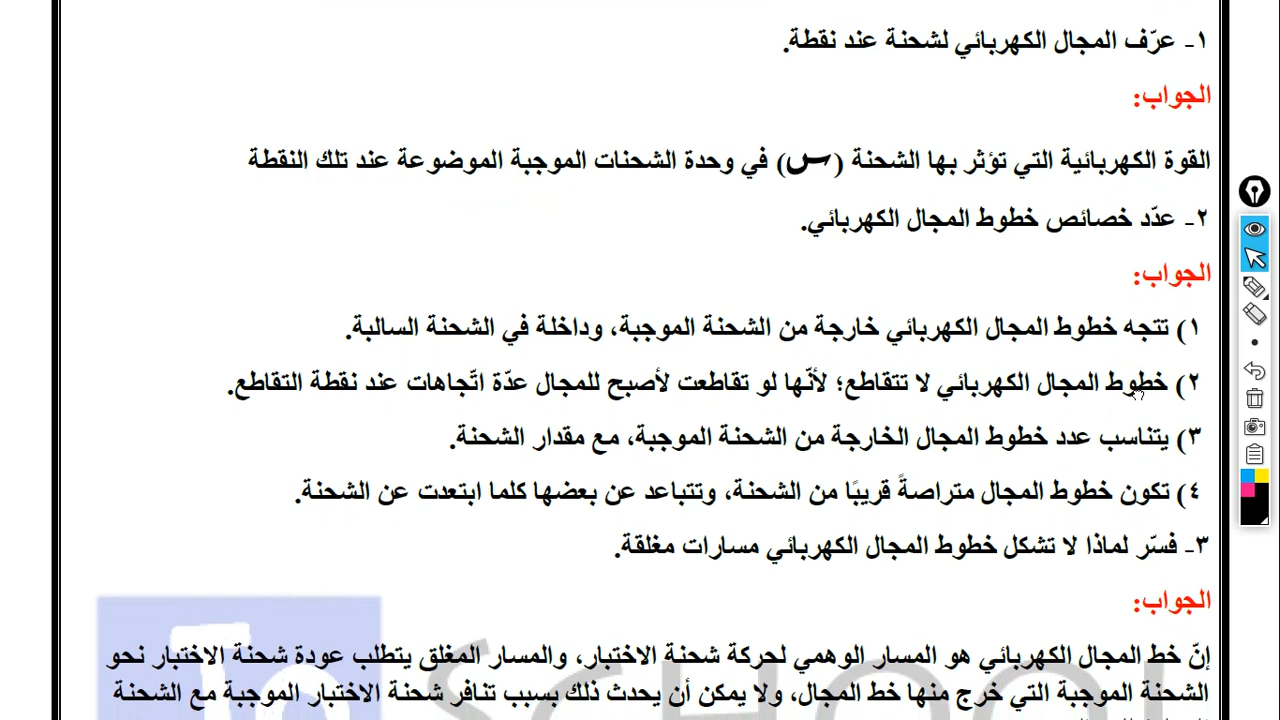 ١- عرّف المجال الكهربائي لشحنة عند نقطة.
الجواب:
القوة الكهربائية التي تؤثر بها الشحنة (س) في وحدة الشحنات الموجبة الموضوعة عند تلك النقطة
٢- عدّد خصائص خطوط المجال الكهربائي.
الجواب:
١) تتجه خطوط المجال الكهربائي خارجة من الشحنة الموجبة، وداخلة في الشحنة السالبة.
٢) خطوط المجال الكهربائي لا تتقاطع؛ لأنّها لو تقاطعت لأصبح للمجال عدّة اتّجاهات عند نقطة التقاطع.
٣) يتناسب عدد خطوط المجال الخارجة من الشحنة الموجبة، مع مقدار الشحنة.
٤) تكون خطوط المجال متراصةً قريبًا من الشحنة، وتتباعد عن بعضها كلما ابتعدت عن الشحنة.
٣- فسّر لماذا لا تشكل خطوط المجال الكهربائي مسارات مغلقة.
الجواب:
إنّ خط المجال الكهربائي هو المسار الوهمي لحركة شحنة الاختبار، والمسار المغلق يتطلب عودة شحنة الاختبار نحو
الشحنة الموجبة التي خرج منها خط المجال، ولا يمكن أن يحدث ذلك بسبب تنافر شحنة الاختبار الموجبة مع الشحنة